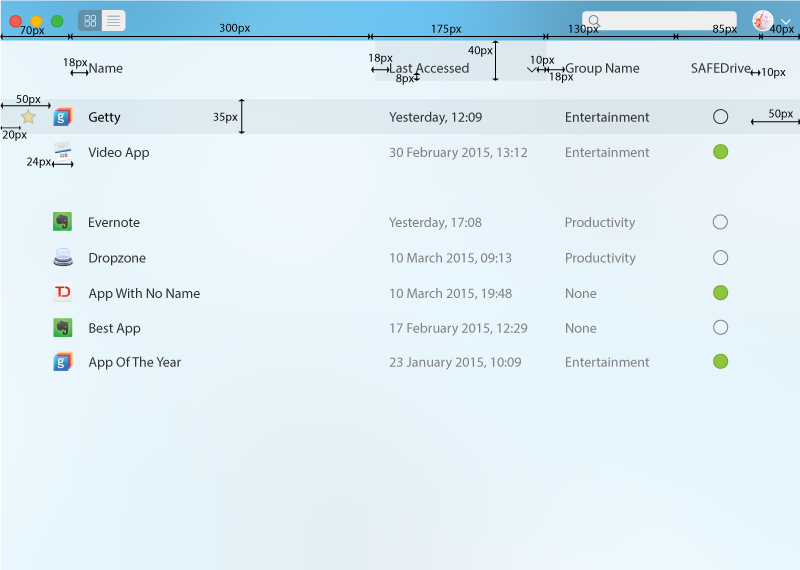 70px 300px 175px 130px 85px 40px
18px Name 18px Last Accessed 8px 40px 10px 18px Group Name SAFEDrive 10px
50px 20px Getty 35px Yesterday, 12:09 Entertainment 50px
24px Video App 30 February 2015, 13:12 Entertainment
Evernote Yesterday, 17:08 Productivity
Dropzone 10 March 2015, 09:13 Productivity
App With No Name 10 March 2015, 19:48 None
Best App 17 February 2015, 12:29 None
App Of The Year 23 January 2015, 10:09 Entertainment